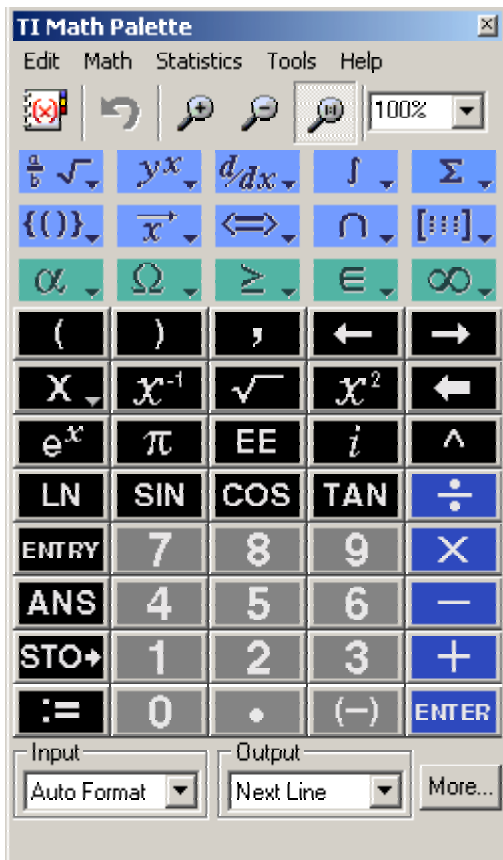 TI Math Palette
Edit Math Statistics Tools Help
(x) 100%
a/b √ yˣ d/dx ∫ Σ
{()} x ⇔ ∩ [⁝⁝⁝]
α Ω ≥ ∈ ∞
( ) , ← →
X x⁻¹ √ x² ←
eˣ π EE i ^
LN SIN COS TAN ÷
ENTRY 7 8 9 ×
ANS 4 5 6 −
STO→ 1 2 3 +
:= 0 . (−) ENTER
Input Output
Auto Format Next Line More...